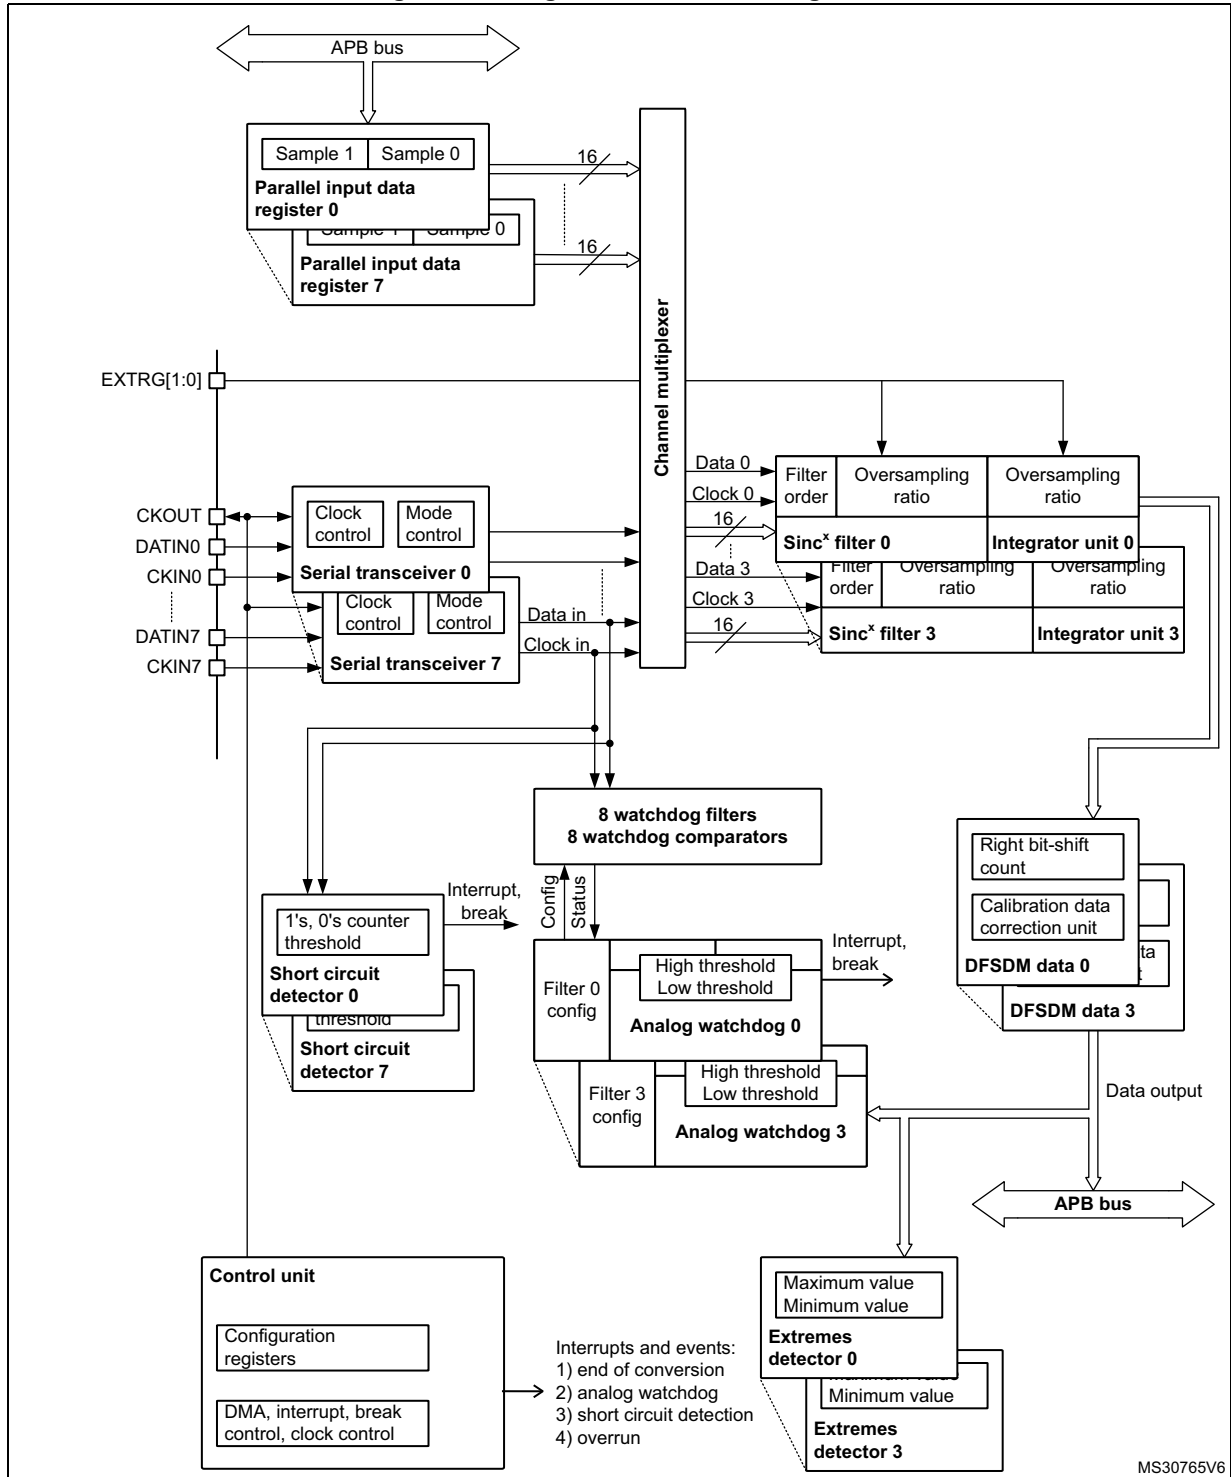 APB bus
Sample 1 Sample 0
Parallel input data
register 0
Sample 1 Sample 0
Parallel input data
register 7
16
16
Channel multiplexer
EXTRG[1:0]
CKOUT
DATIN0
CKIN0
DATIN7
CKIN7
Clock
control
Mode
control
Serial transceiver 0
Clock
control
Mode
control
Serial transceiver 7
Data in
Clock in
Data 0
Clock 0
16
Data 3
Clock 3
16
Filter
order
Oversampling
ratio
Oversampling
ratio
Sincx filter 0
Integrator unit 0
Filter
order
Oversampling
ratio
Oversampling
ratio
Sincx filter 3
Integrator unit 3
8 watchdog filters
8 watchdog comparators
Config
Status
1's, 0's counter
threshold
Short circuit
detector 0
Interrupt,
break
threshold
Short circuit
detector 7
Filter 0
config
High threshold
Low threshold
Analog watchdog 0
Interrupt,
break
Filter 3
config
High threshold
Low threshold
Analog watchdog 3
Right bit-shift
count
Calibration data
correction unit
DFSDM data 0
DFSDM data 3
Data output
APB bus
Control unit
Configuration
registers
DMA, interrupt, break
control, clock control
Interrupts and events:
1) end of conversion
2) analog watchdog
3) short circuit detection
4) overrun
Maximum value
Minimum value
Extremes
detector 0
Minimum value
Extremes
detector 3
MS30765V6